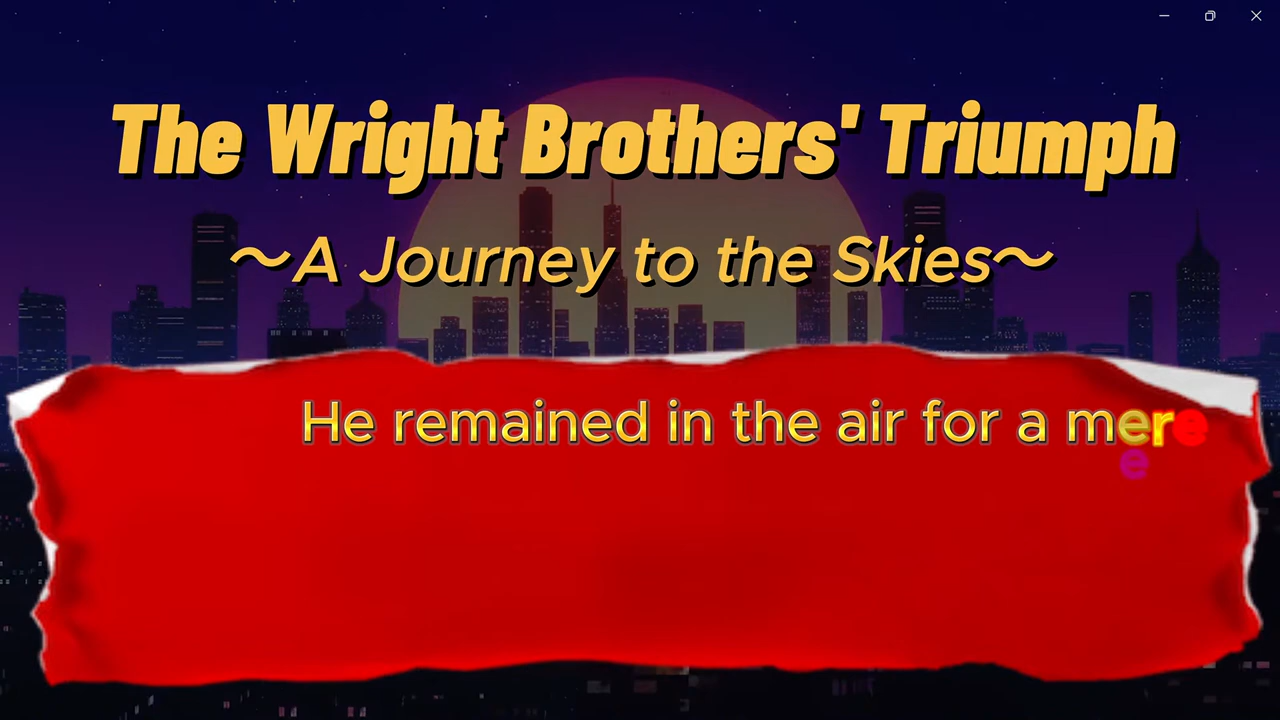 The Wright Brothers' Triumph
～A Journey to the Skies～
He remained in the air for a mere
e